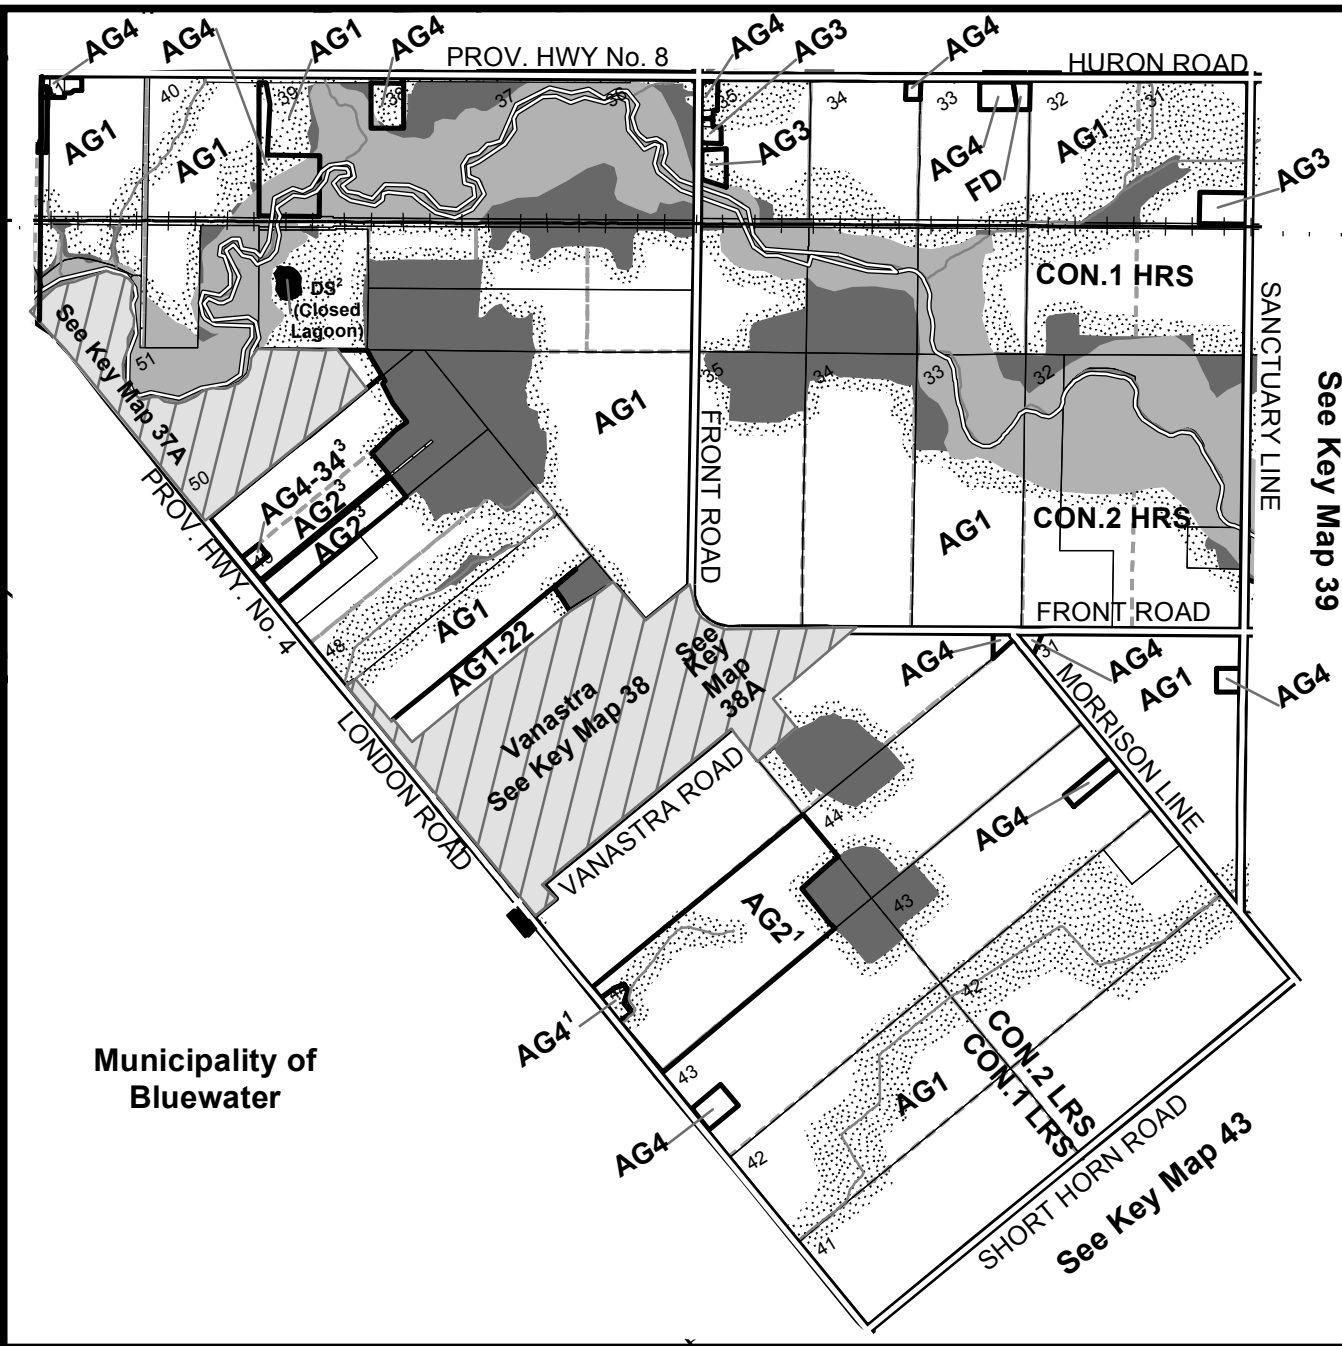 AG4
AG4
AG1
AG4
PROV. HWY No. 8
AG4
AG3
AG4
HURON ROAD
40
39
38
37
36
35
34
33
32
31
AG1
AG1
AG3
AG4
FD
AG1
AG3
DS²
(Closed
Lagoon)
CON.1 HRS
SANCTUARY LINE
See Key Map 39
See Key Map 37A
51
50
35
34
33
32
AG1
FRONT ROAD
AG1
CON.2 HRS
PROV. HWY. No. 4
AG4-34³
AG2³
AG2³
48
AG1
AG1-22
FRONT ROAD
31
AG4
AG4
AG1
AG4
MORRISON LINE
Vanastra
See Key Map 38
See
Key
Map
38A
LONDON ROAD
VANASTRA ROAD
44
AG4
43
AG2¹
42
AG4¹
43
AG4
42
41
AG1
CON.2 LRS
CON.1 LRS
SHORT HORN ROAD
See Key Map 43
Municipality of
Bluewater